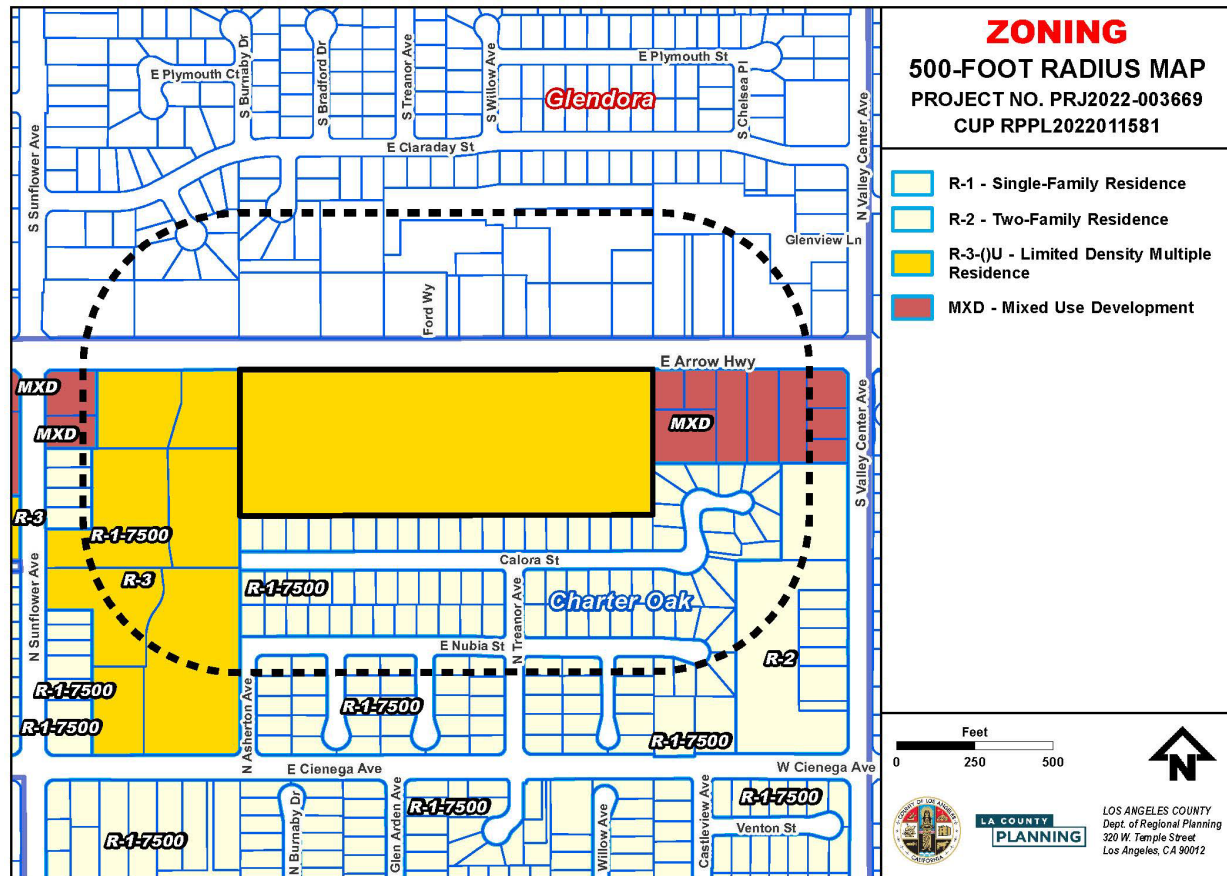 ZONING
500-FOOT RADIUS MAP
PROJECT NO. PRJ2022-003669
CUP RPPL2022011581
R-1 - Single-Family Residence
R-2 - Two-Family Residence
R-3-()U - Limited Density Multiple
Residence
MXD - Mixed Use Development
E Plymouth Ct
S Burnaby Dr
S Bradford Dr
S Treanor Ave
S Willow Ave
E Plymouth St
S Chelsea Pl
Glendora
S Sunflower Ave
N Valley Center Ave
E Claraday St
Glenview Ln
Ford Wy
E Arrow Hwy
MXD
MXD
MXD
S Valley Center Ave
R-3
R-1-7500
Calora St
R-3
R-1-7500
Charter Oak
N Sunflower Ave
N Treanor Ave
E Nubia St
R-2
R-1-7500
R-1-7500
R-1-7500
R-1-7500
N Asherton Ave
E Cienega Ave
W Cienega Ave
R-1-7500
R-1-7500
R-1-7500
N Burnaby Dr
Glen Arden Ave
Willow Ave
Castleview Ave
Venton St
Feet
0 250 500
N
COUNTY OF LOS ANGELES
CALIFORNIA
LA COUNTY
PLANNING
LOS ANGELES COUNTY
Dept. of Regional Planning
320 W. Temple Street
Los Angeles, CA 90012